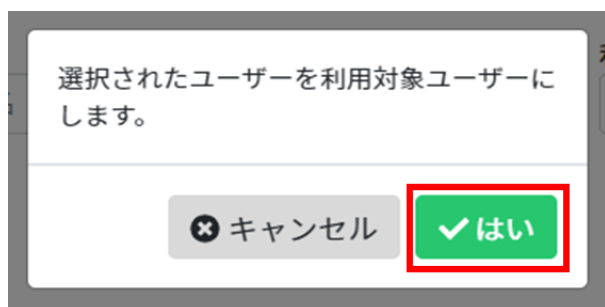 選択されたユーザーを利用対象ユーザーに
します。
キャンセル
はい